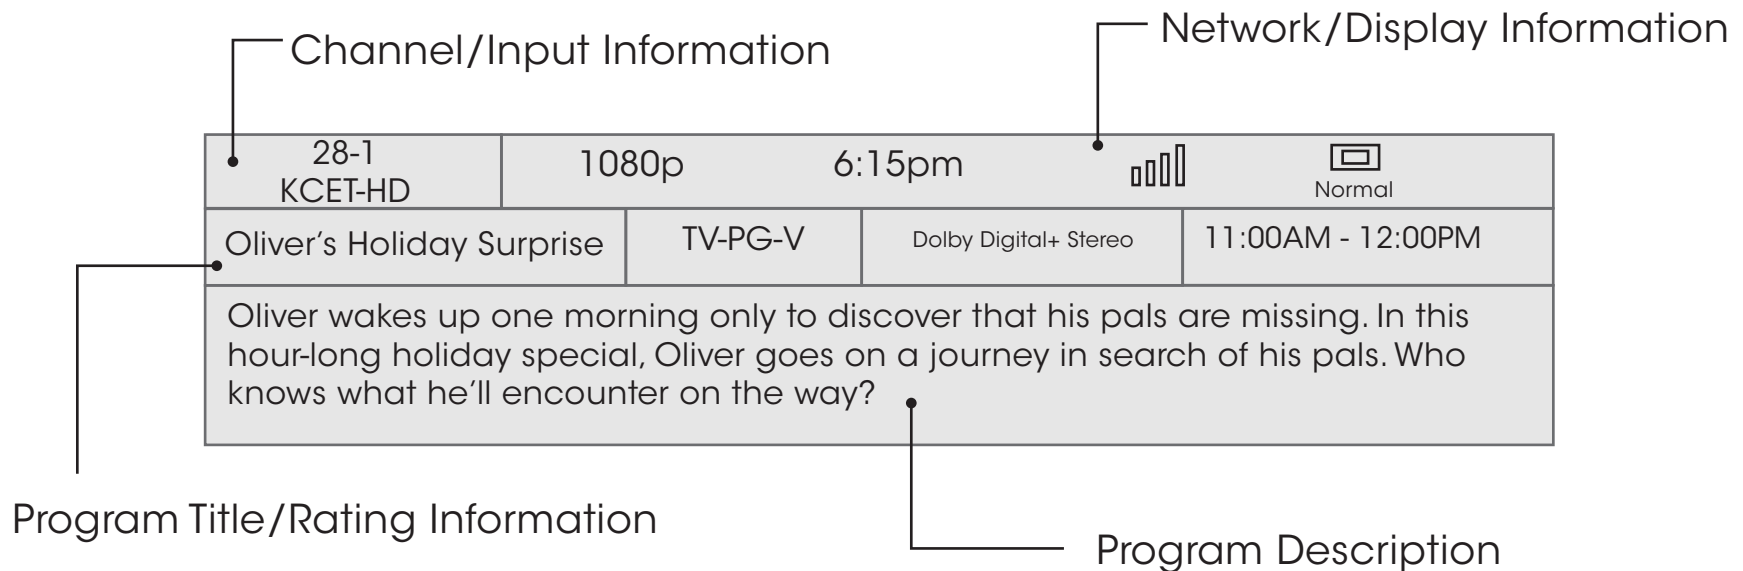 Channel/Input Information
Network/Display Information
28-1
KCET-HD
1080p
6:15pm
Normal
Oliver’s Holiday Surprise
TV-PG-V
Dolby Digital+ Stereo
11:00AM - 12:00PM
Oliver wakes up one morning only to discover that his pals are missing. In this
hour-long holiday special, Oliver goes on a journey in search of his pals. Who
knows what he’ll encounter on the way?
Program Title/Rating Information
Program Description